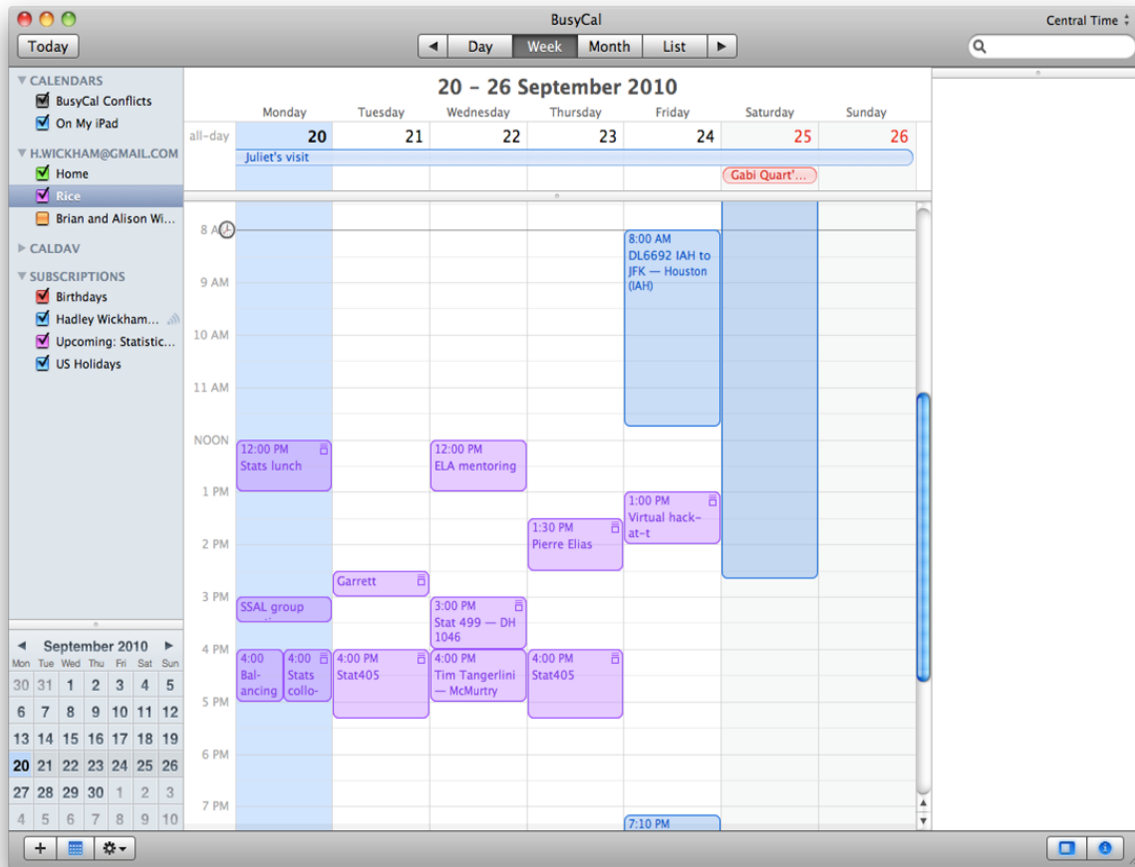 BusyCal
Central Time
Today
Day
Week
Month
List
CALENDARS
BusyCal Conflicts
On My iPad
H.WICKHAM@GMAIL.COM
Home
Rice
Brian and Alison Wi...
CALDAV
SUBSCRIPTIONS
Birthdays
Hadley Wickham...
Upcoming: Statistic...
US Holidays
20 – 26 September 2010
Monday Tuesday Wednesday Thursday Friday Saturday Sunday
all-day 20 21 22 23 24 25 26
Juliet's visit
Gabi Quart'...
8 A
9 AM
10 AM
11 AM
NOON
1 PM
2 PM
3 PM
4 PM
5 PM
6 PM
7 PM
12:00 PM
Stats lunch
SSAL group
4:00
Bal-
ancing
4:00
Stats
collo-
Garrett
4:00 PM
Stat405
12:00 PM
ELA mentoring
3:00 PM
Stat 499 — DH
1046
4:00 PM
Tim Tangerlini
— McMurtry
1:30 PM
Pierre Elias
4:00 PM
Stat405
8:00 AM
DL6692 IAH to
JFK — Houston
(IAH)
1:00 PM
Virtual hack-
at-t
7:10 PM
September 2010
Mon Tue Wed Thu Fri Sat Sun
30 31 1 2 3 4 5
6 7 8 9 10 11 12
13 14 15 16 17 18 19
20 21 22 23 24 25 26
27 28 29 30 1 2 3
4 5 6 7 8 9 10